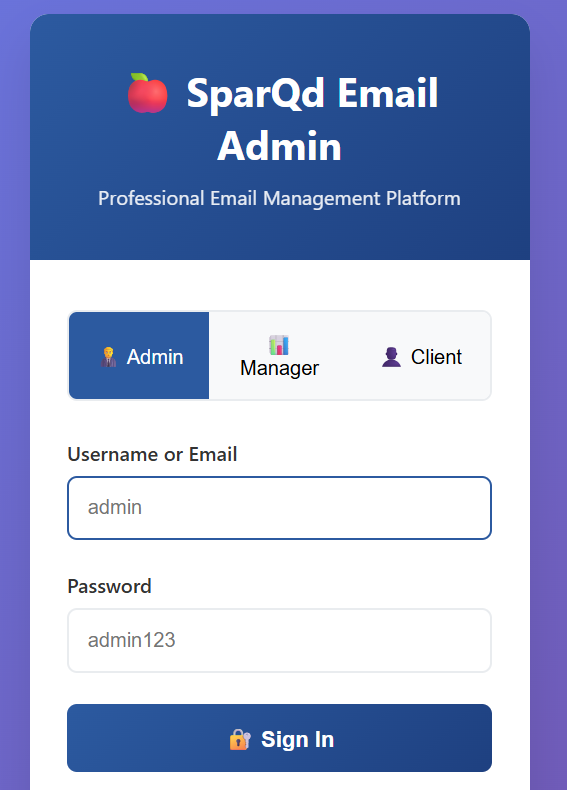 SparQd Email
Admin
Professional Email Management Platform
Admin
Manager
Client
Username or Email
admin
Password
admin123
Sign In